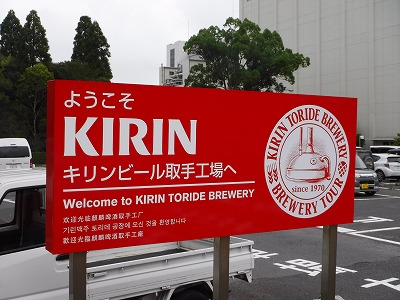 ようこそ
KIRIN
キリンビール取手工場へ
Welcome to KIRIN TORIDE BREWERY
欢迎光临麒麟啤酒取手工厂
기린맥주 토리데 공장에 오신 것을 환영합니다
歡迎光臨麒麟啤酒取手工廠
KIRIN TORIDE BREWERY
since 1970
BREWERY TOUR